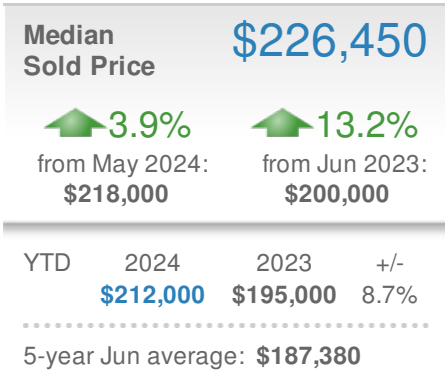 Median
Sold Price
$226,450
3.9%
13.2%
from May 2024:
from Jun 2023:
$218,000
$200,000
YTD 2024 2023 +/-
$212,000 $195,000 8.7%
5-year Jun average: $187,380